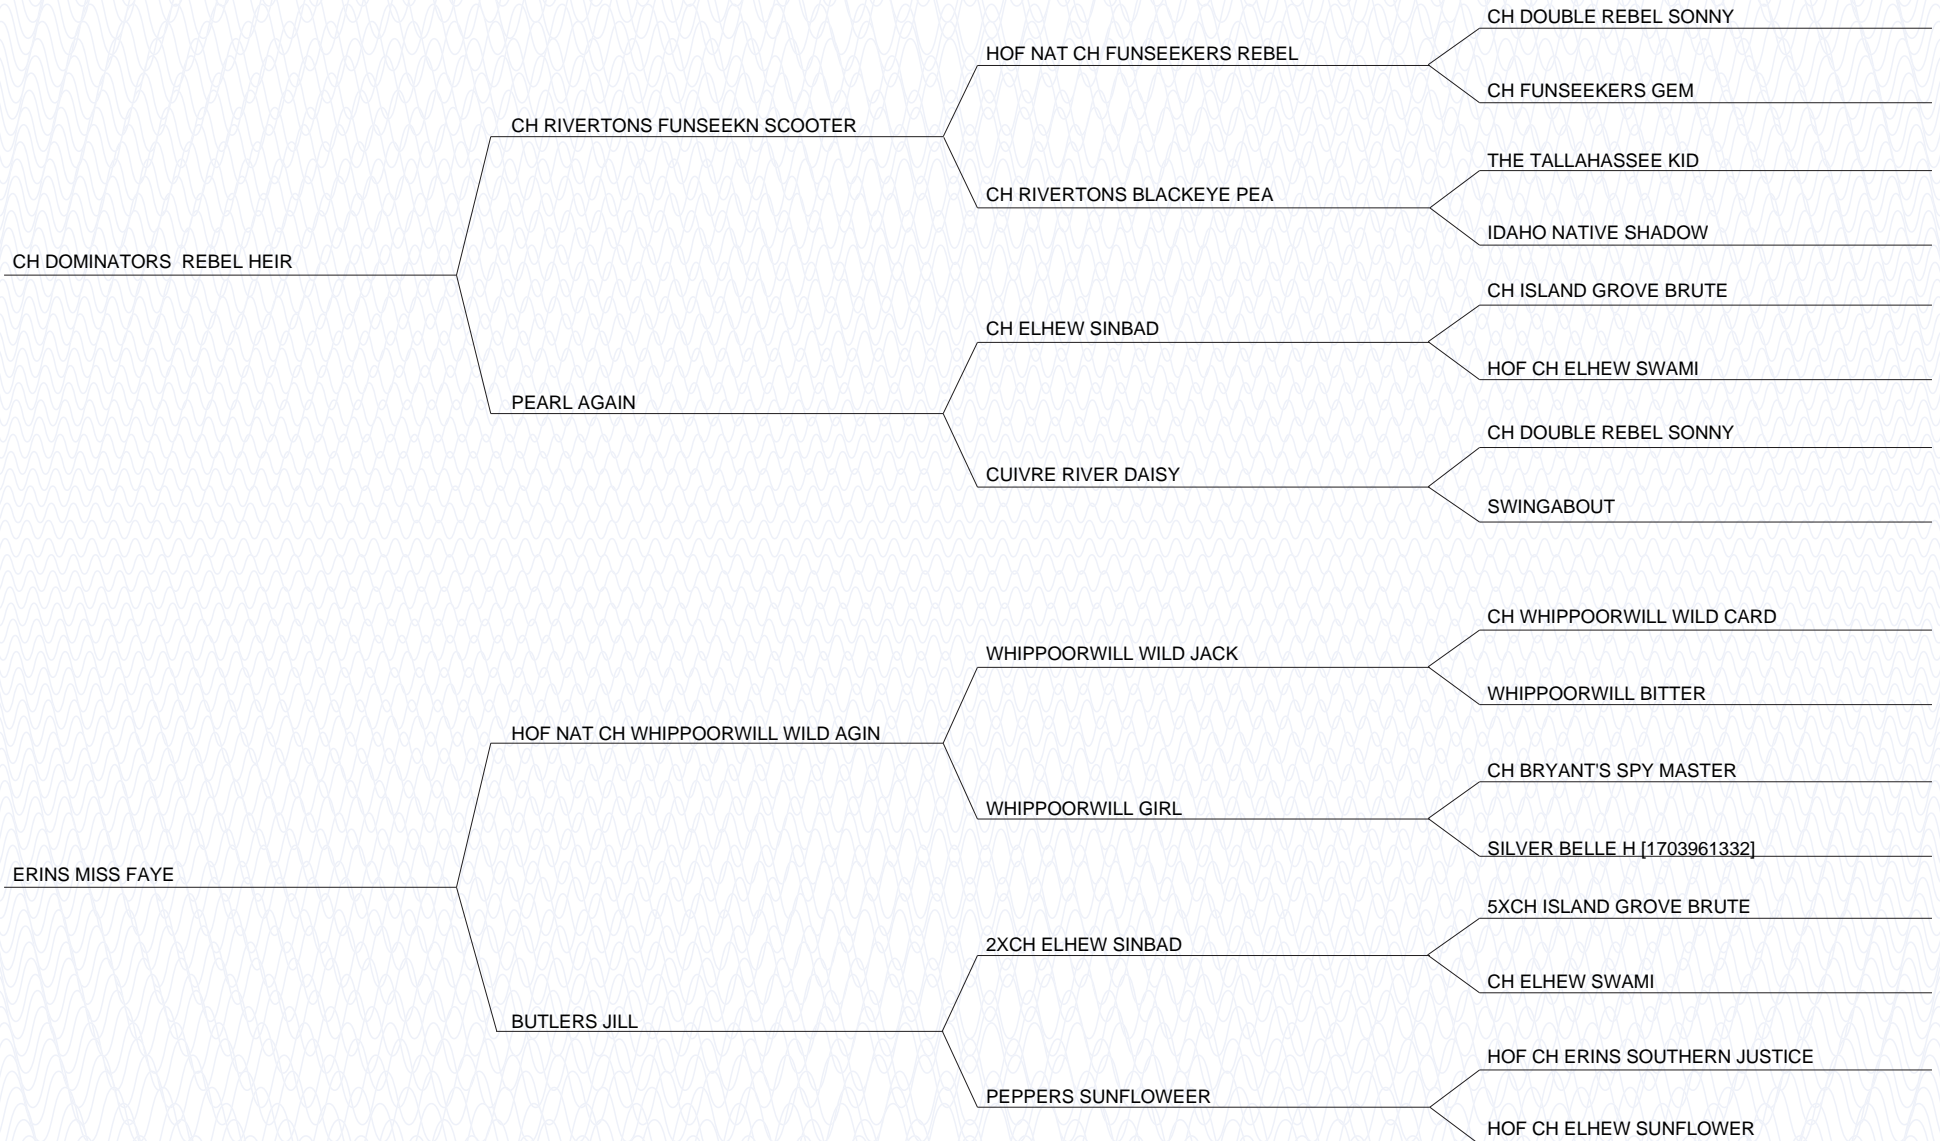 CH DOUBLE REBEL SONNY
HOF NAT CH FUNSEEKERS REBEL
CH FUNSEEKERS GEM
CH RIVERTONS FUNSEEKN SCOOTER
THE TALLAHASSEE KID
CH RIVERTONS BLACKEYE PEA
IDAHO NATIVE SHADOW
CH DOMINATORS  REBEL HEIR
CH ISLAND GROVE BRUTE
CH ELHEW SINBAD
HOF CH ELHEW SWAMI
PEARL AGAIN
CH DOUBLE REBEL SONNY
CUIVRE RIVER DAISY
SWINGABOUT
CH WHIPPOORWILL WILD CARD
WHIPPOORWILL WILD JACK
WHIPPOORWILL BITTER
HOF NAT CH WHIPPOORWILL WILD AGIN
CH BRYANT'S SPY MASTER
WHIPPOORWILL GIRL
SILVER BELLE H [1703961332]
ERINS MISS FAYE
5XCH ISLAND GROVE BRUTE
2XCH ELHEW SINBAD
CH ELHEW SWAMI
BUTLERS JILL
HOF CH ERINS SOUTHERN JUSTICE
PEPPERS SUNFLOWEER
HOF CH ELHEW SUNFLOWER